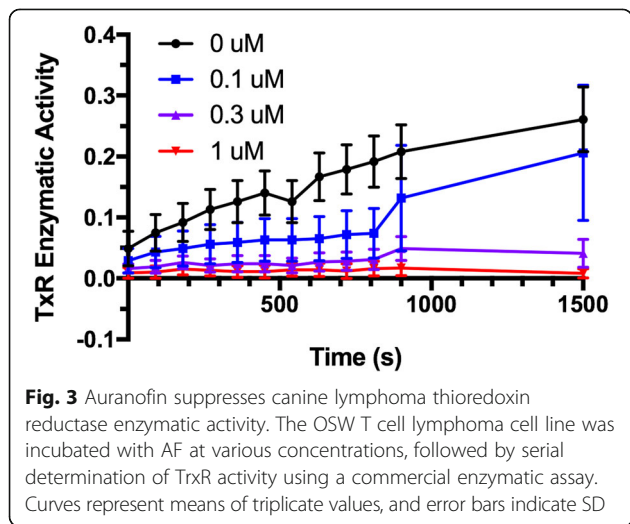 0.4
0.3
0.2
0.1
0.0
-0.1
TxR Enzymatic Activity
0 uM
0.1 uM
0.3 uM
1 uM
500
1000
1500
Time (s)
Fig. 3 Auranofin suppresses canine lymphoma thioredoxin
reductase enzymatic activity. The OSW T cell lymphoma cell line was
incubated with AF at various concentrations, followed by serial
determination of TrxR activity using a commercial enzymatic assay.
Curves represent means of triplicate values, and error bars indicate SD